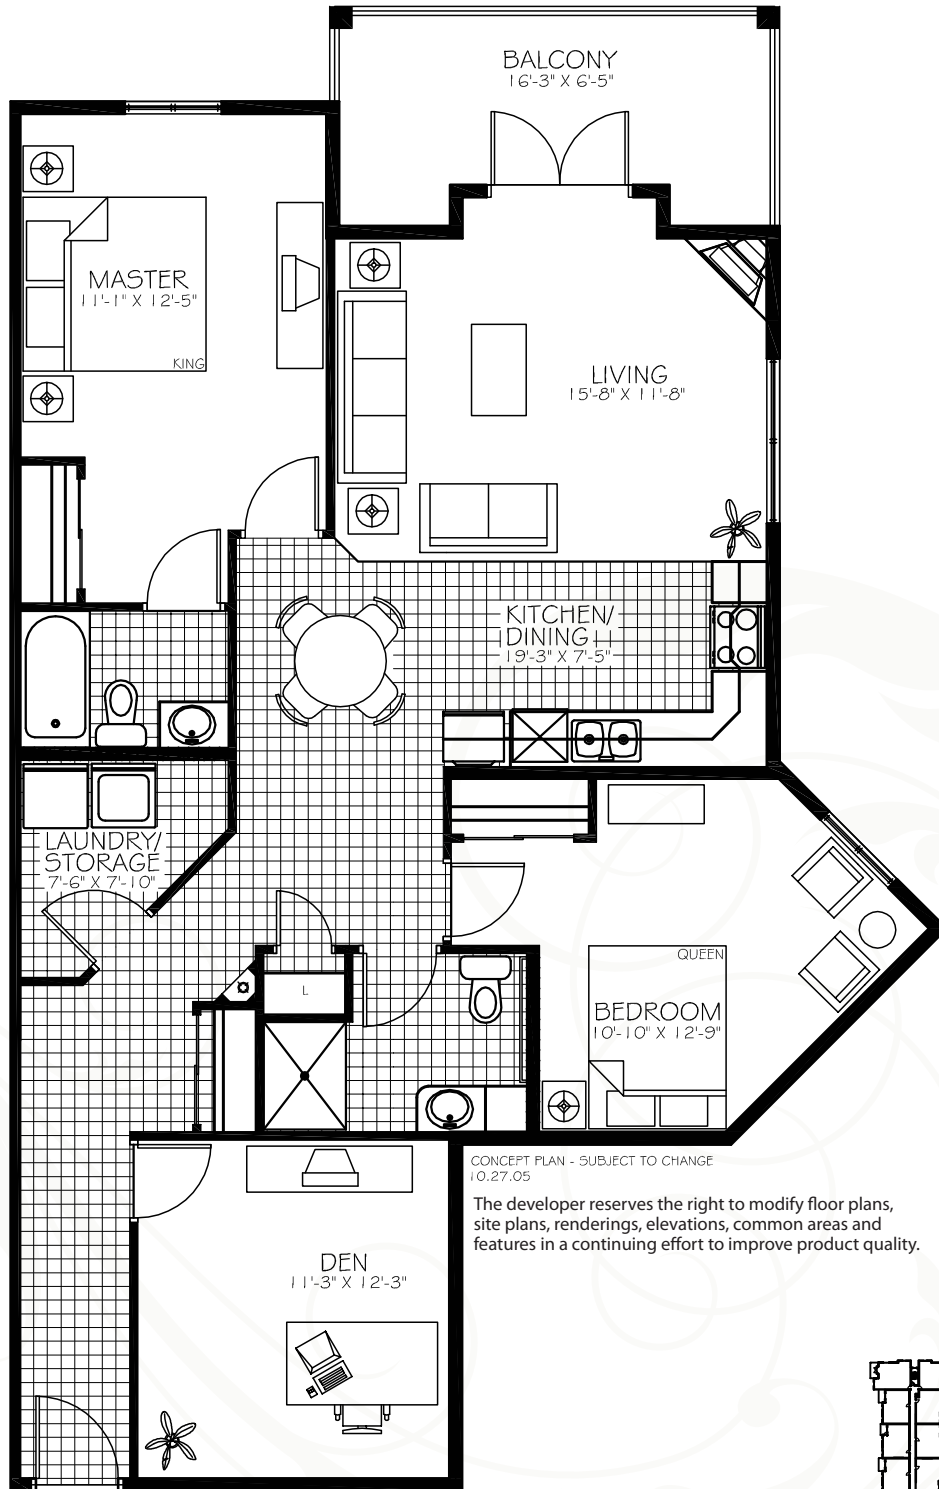 BALCONY
16'-3" X 6'-5"
MASTER
11'-1" X 12'-5"
KING
LIVING
15'-8" X 11'-8"
KITCHEN/
DINING
19'-3" X 7'-5"
LAUNDRY/
STORAGE
7'-6" X 7'-10"
L
QUEEN
BEDROOM
10'-10" X 12'-9"
CONCEPT PLAN - SUBJECT TO CHANGE
10.27.05
The developer reserves the right to modify floor plans,
site plans, renderings, elevations, common areas and
features in a continuing effort to improve product quality.
DEN
11'-3" X 12'-3"